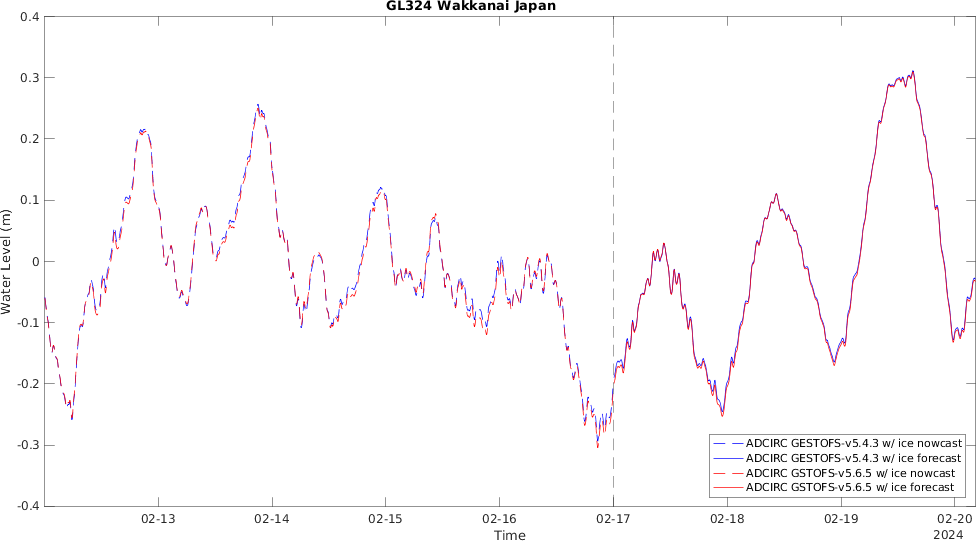 GL324 Wakkanai Japan
0.4
0.3
0.2
0.1
0
-0.1
-0.2
-0.3
-0.4
Water Level (m)
ADCIRC GESTOFS-v5.4.3 w/ ice nowcast
ADCIRC GESTOFS-v5.4.3 w/ ice forecast
ADCIRC GSTOFS-v5.6.5 w/ ice nowcast
ADCIRC GSTOFS-v5.6.5 w/ ice forecast
02-13 02-14 02-15 02-16 02-17 02-18 02-19 02-20
Time
2024